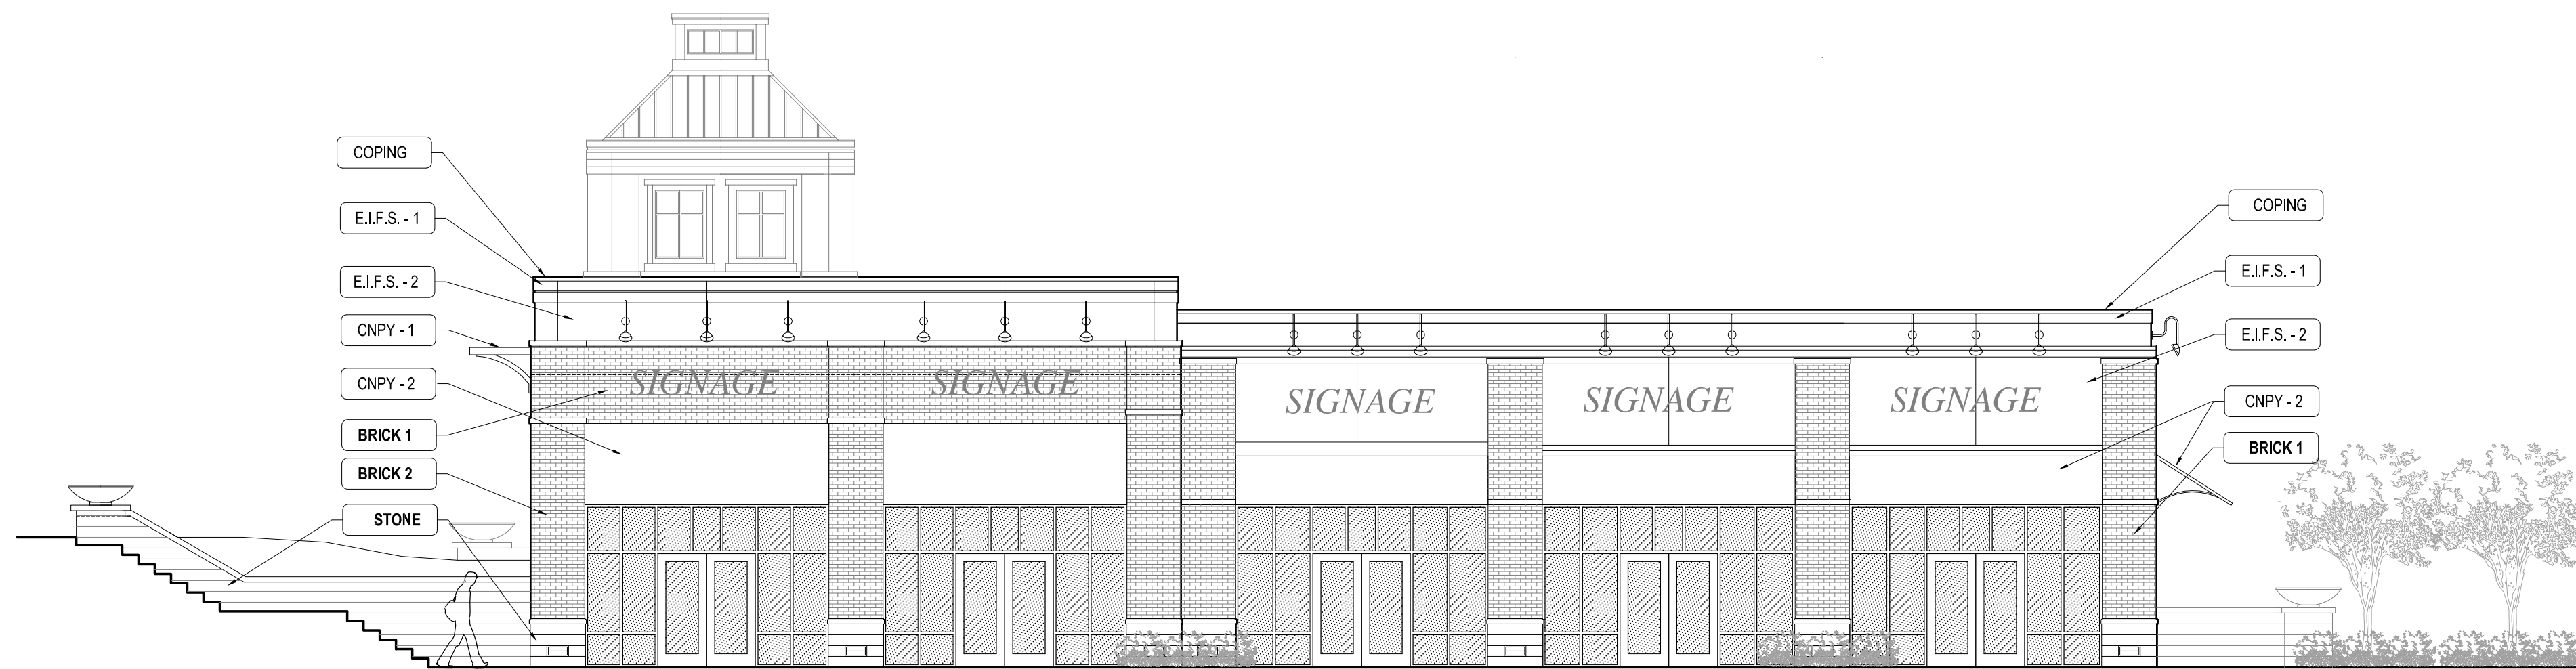 COPING
E.I.F.S. - 1
E.I.F.S. - 2
CNPY - 1
CNPY - 2
BRICK 1
BRICK 2
STONE
SIGNAGE
SIGNAGE
SIGNAGE
SIGNAGE
SIGNAGE
COPING
E.I.F.S. - 1
E.I.F.S. - 2
CNPY - 2
BRICK 1